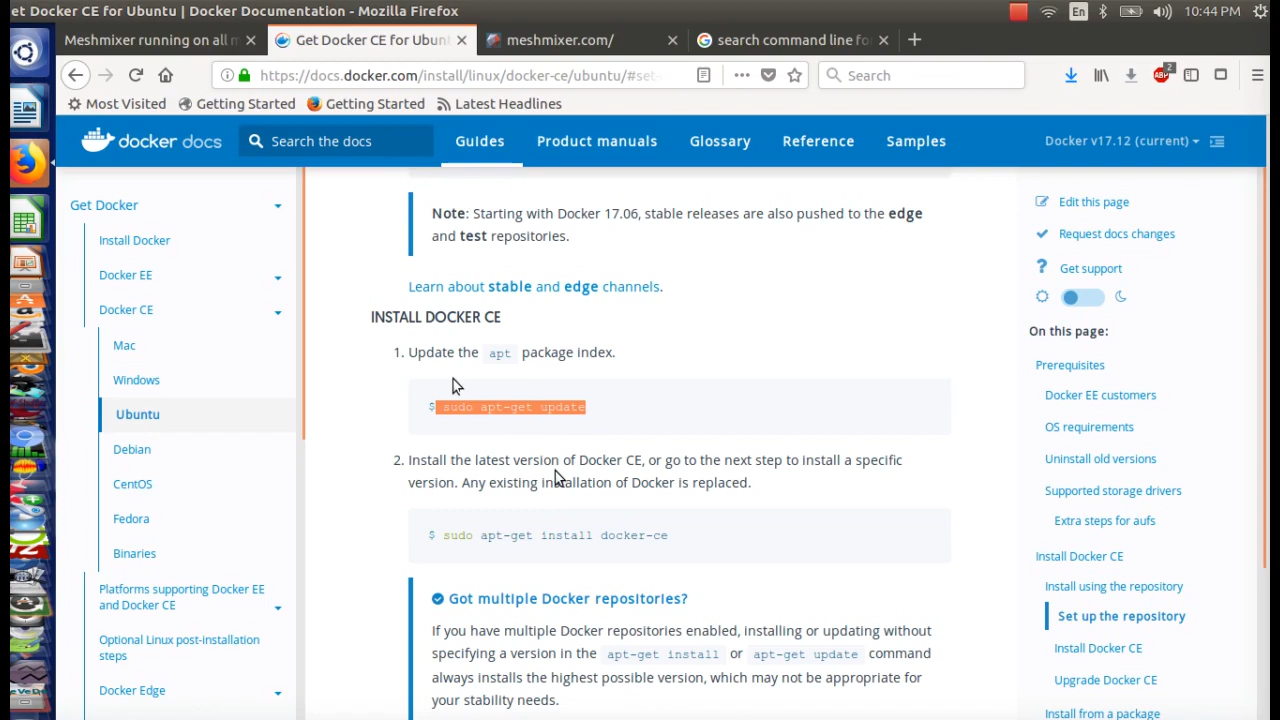 et Docker CE for Ubuntu | Docker Documentation - Mozilla Firefox
En
10:44 PM
Meshmixer running on all m
Get Docker CE for Ubunt
meshmixer.com/
search command line fo
https://docs.docker.com/install/linux/docker-ce/ubuntu/#set-
Search
2
Most Visited
Getting Started
Getting Started
Latest Headlines
docker docs
Search the docs
Guides
Product manuals
Glossary
Reference
Samples
Docker v17.12 (current)
Get Docker
Install Docker
Docker EE
Docker CE
Mac
Windows
Ubuntu
Debian
CentOS
Fedora
Binaries
Platforms supporting Docker EE
and Docker CE
Optional Linux post-installation
steps
Docker Edge
Note: Starting with Docker 17.06, stable releases are also pushed to the edge
and test repositories.
Learn about stable and edge channels.
INSTALL DOCKER CE
1. Update the apt package index.
$ sudo apt-get update
2. Install the latest version of Docker CE, or go to the next step to install a specific
version. Any existing installation of Docker is replaced.
$ sudo apt-get install docker-ce
Got multiple Docker repositories?
If you have multiple Docker repositories enabled, installing or updating without
specifying a version in the apt-get install or apt-get update command
always installs the highest possible version, which may not be appropriate for
your stability needs.
Edit this page
Request docs changes
Get support
On this page:
Prerequisites
Docker EE customers
OS requirements
Uninstall old versions
Supported storage drivers
Extra steps for aufs
Install Docker CE
Install using the repository
Set up the repository
Install Docker CE
Upgrade Docker CE
Install from a package